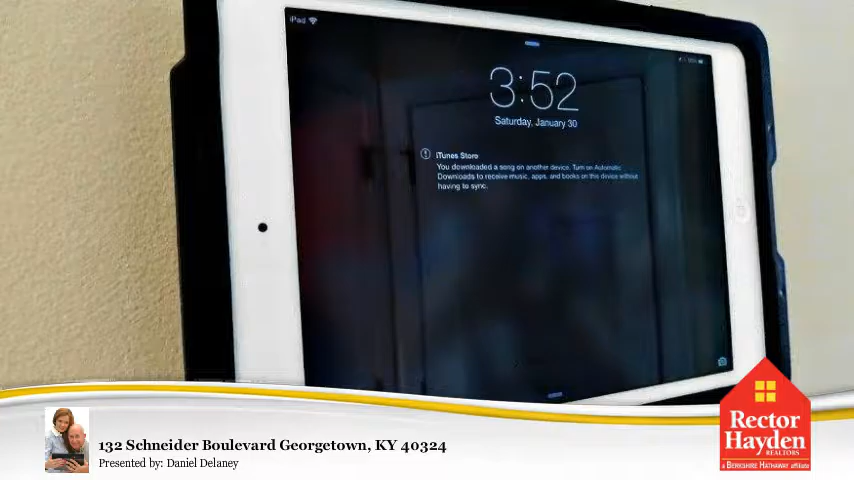 iPad
3:52
Saturday, January 30
iTunes Store
You downloaded a song on another device. Turn on Automatic
Downloads to receive music, apps, and books on this device without
having to sync.
132 Schneider Boulevard Georgetown, KY 40324
Presented by: Daniel Delaney
Rector
Hayden
REALTORS
a BERKSHIRE HATHAWAY affiliate